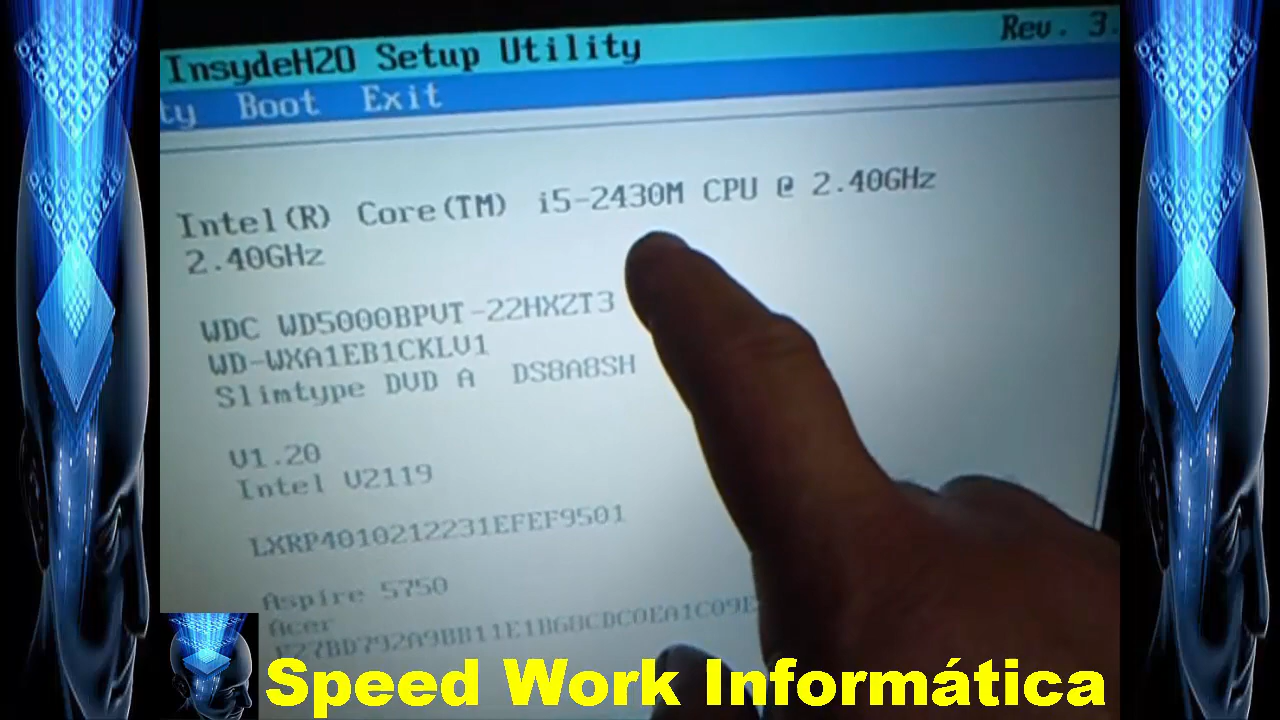 InsydeH2O Setup Utility
Rev. 3.
ty Boot Exit
Intel(R) Core(TM) i5-2430M CPU @ 2.40GHz
2.40GHz
WDC WD5000BPVT-22HXZT3
WD-WXA1EB1CKLV1
Slimtype DVD A DS8A8SH
V1.20
Intel V2119
LXRP4010212231EFEF9501
Aspire 5750
Acer
Speed Work Informática